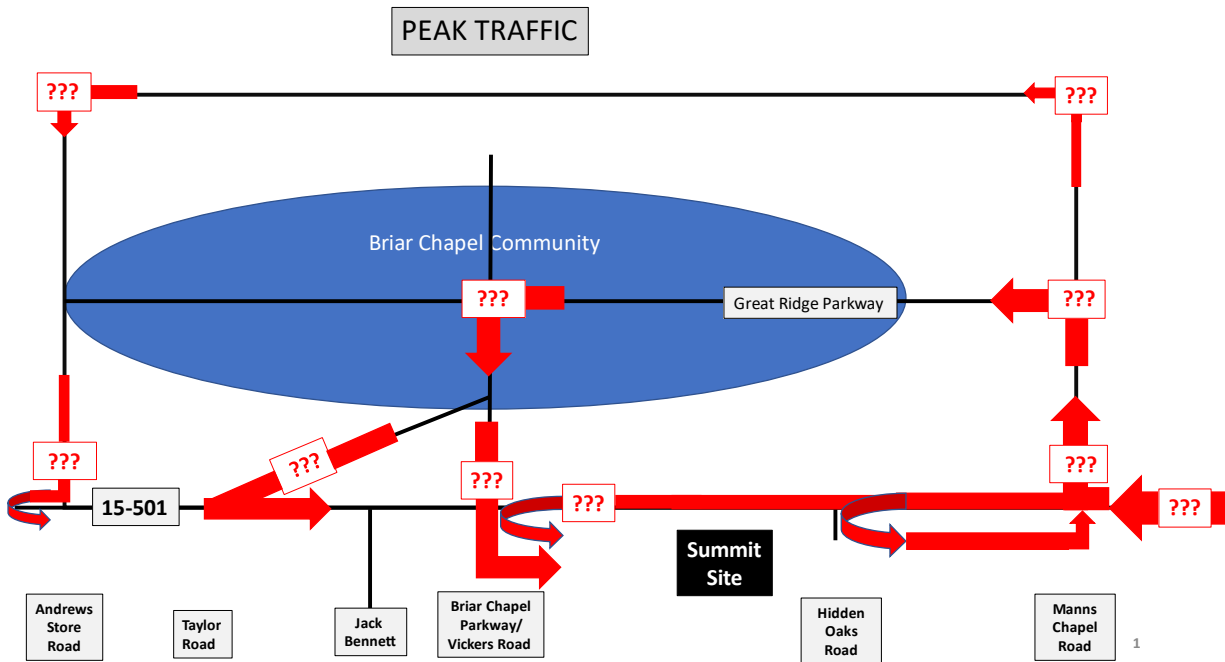 PEAK TRAFFIC
???
???
Briar Chapel Community
???
Great Ridge Parkway
???
???
???
???
???
???
???
15-501
Summit
Site
Andrews
Store
Road
Taylor
Road
Jack
Bennett
Briar Chapel
Parkway/
Vickers Road
Hidden
Oaks
Road
Manns
Chapel
Road
1